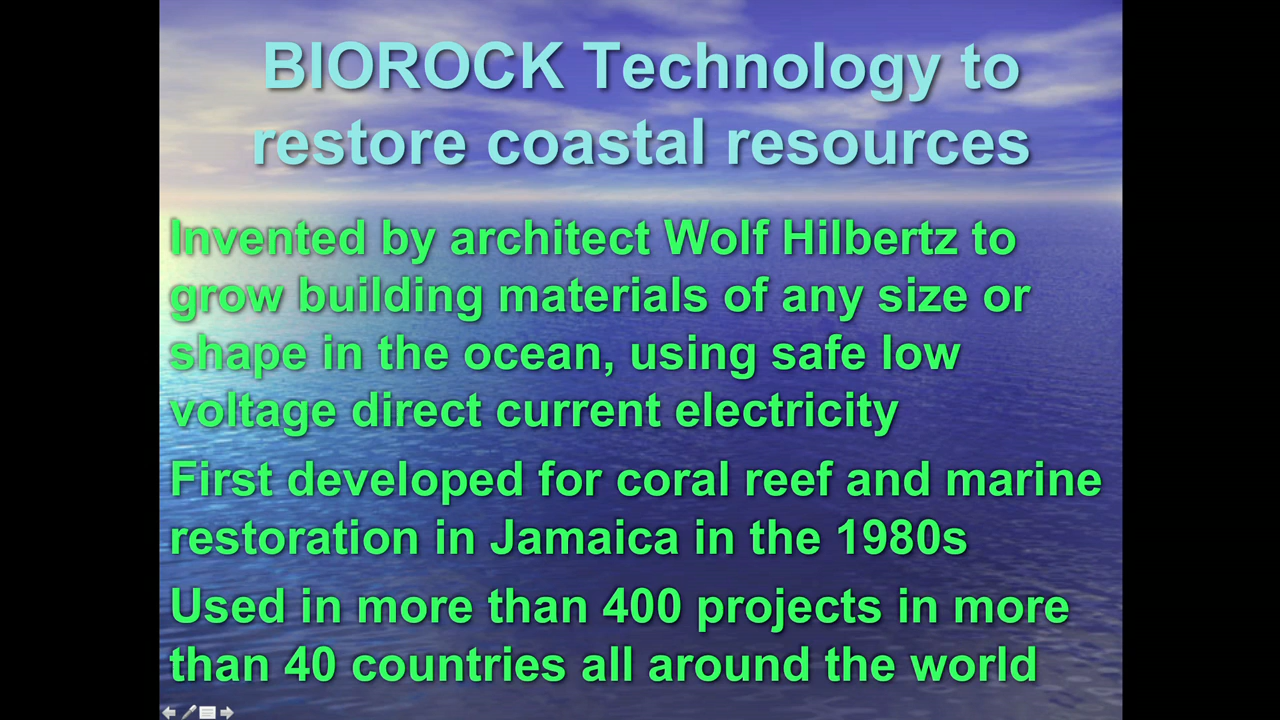 BIOROCK Technology to
restore coastal resources
Invented by architect Wolf Hilbertz to
grow building materials of any size or
shape in the ocean, using safe low
voltage direct current electricity
First developed for coral reef and marine
restoration in Jamaica in the 1980s
Used in more than 400 projects in more
than 40 countries all around the world